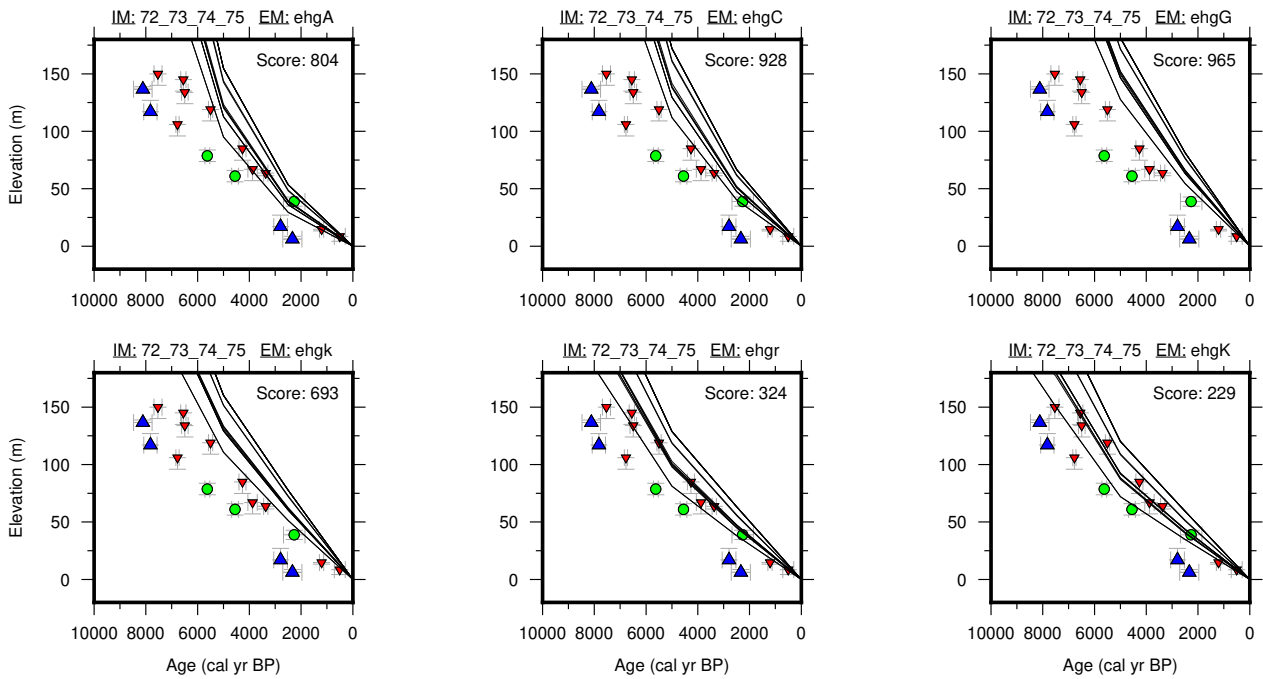 IM: 72_73_74_75 EM: ehgA
IM: 72_73_74_75 EM: ehgC
IM: 72_73_74_75 EM: ehgG
Score: 804
Score: 928
Score: 965
Elevation (m)
150
100
50
0
150
100
50
0
150
100
50
0
10000 8000 6000 4000 2000 0
10000 8000 6000 4000 2000 0
10000 8000 6000 4000 2000 0
IM: 72_73_74_75 EM: ehgk
IM: 72_73_74_75 EM: ehgr
IM: 72_73_74_75 EM: ehgK
Score: 693
Score: 324
Score: 229
Elevation (m)
150
100
50
0
150
100
50
0
150
100
50
0
10000 8000 6000 4000 2000 0
10000 8000 6000 4000 2000 0
10000 8000 6000 4000 2000 0
Age (cal yr BP)
Age (cal yr BP)
Age (cal yr BP)